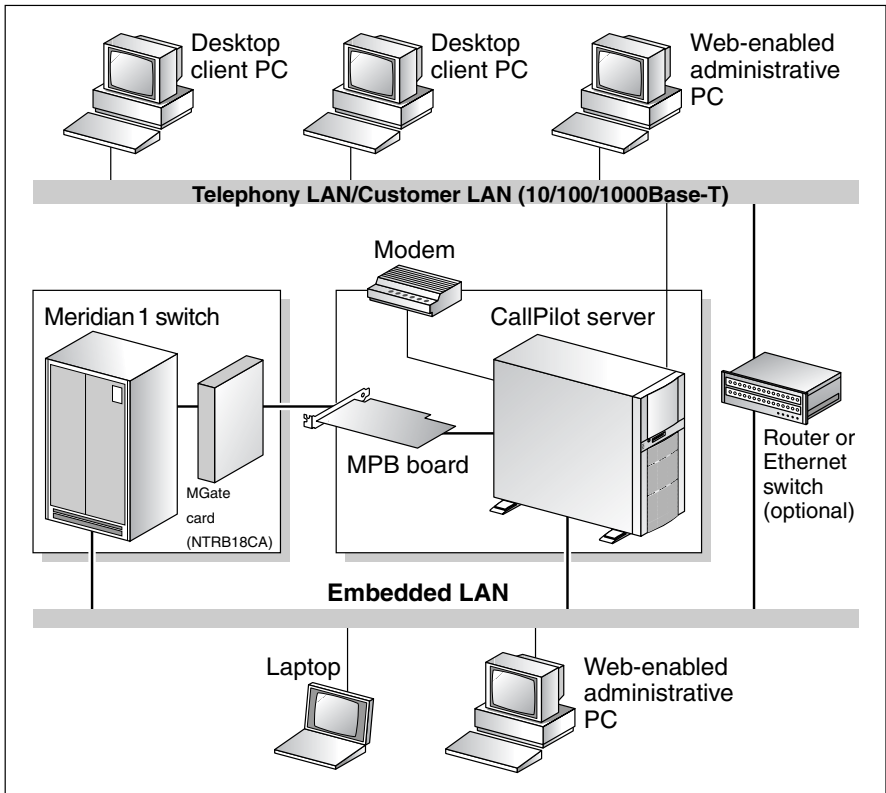 Desktop
client PC
Desktop
client PC
Web-enabled
administrative
PC
Telephony LAN/Customer LAN (10/100/1000Base-T)
Modem
Meridian 1 switch
CallPilot server
MPB board
MGate
card
(NTRB18CA)
Router or
Ethernet
switch
(optional)
Embedded LAN
Laptop
Web-enabled
administrative
PC